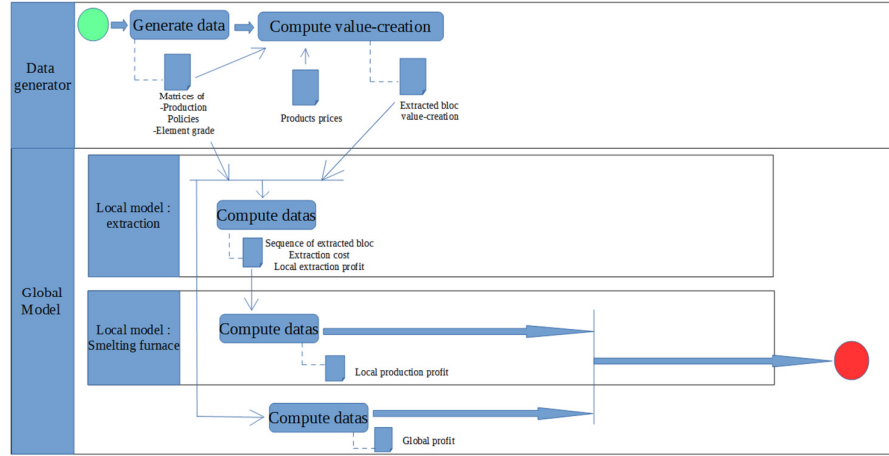 Generate data
Compute value-creation
Data
generator
Matrices of
-Production
Policies
-Element grade
Products prices
Extracted bloc
value-creation
Global
Model
Local model :
extraction
Compute datas
Sequence of extracted bloc
Extraction cost
Local extraction profit
Local model :
Smelting furnace
Compute datas
Local production profit
Compute datas
Global profit